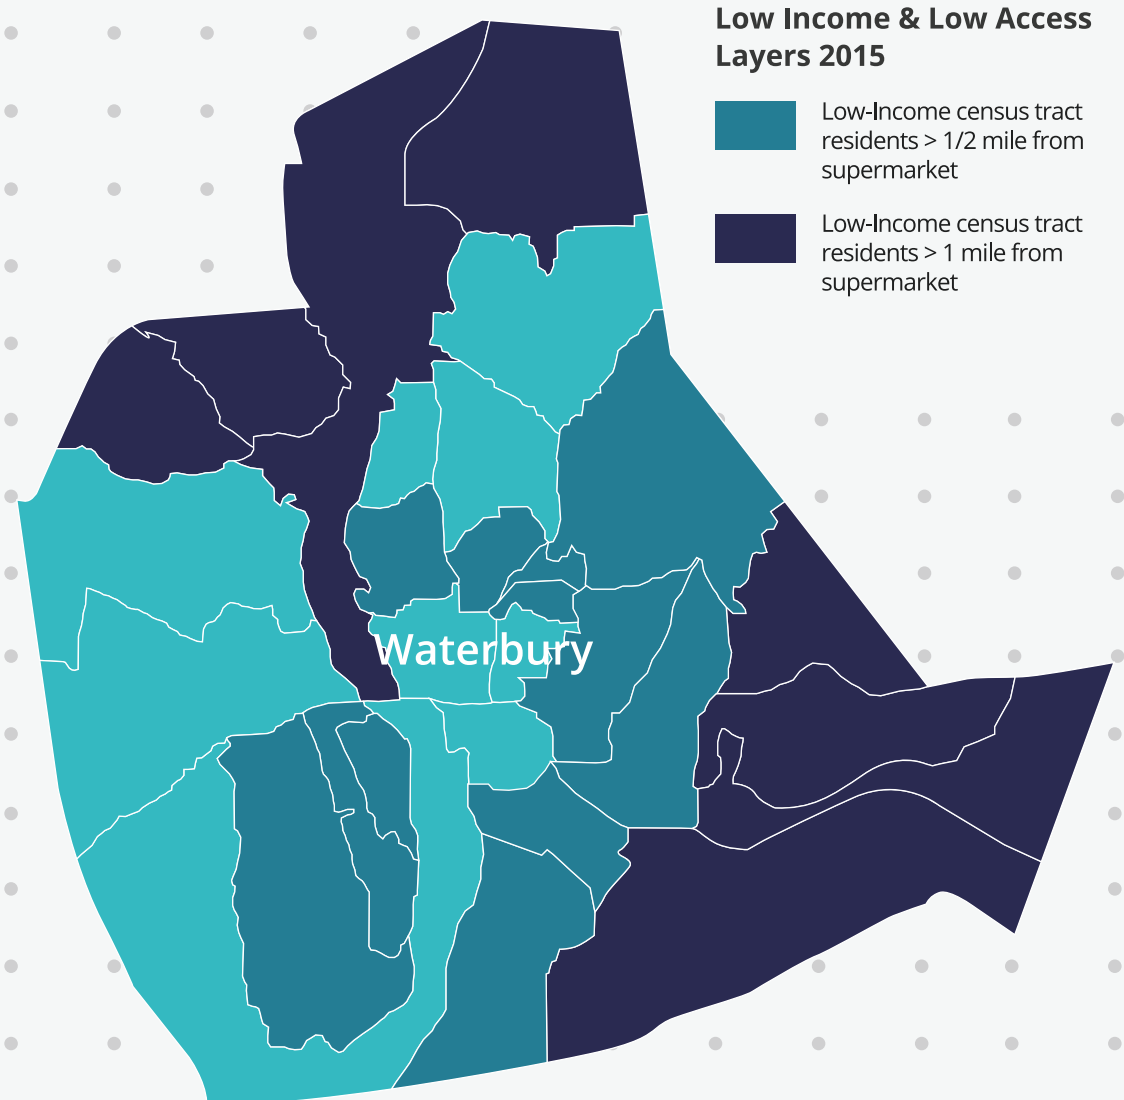 Low Income & Low Access
Layers 2015
Low-Income census tract
residents > 1/2 mile from
supermarket
Low-Income census tract
residents > 1 mile from
supermarket
Waterbury